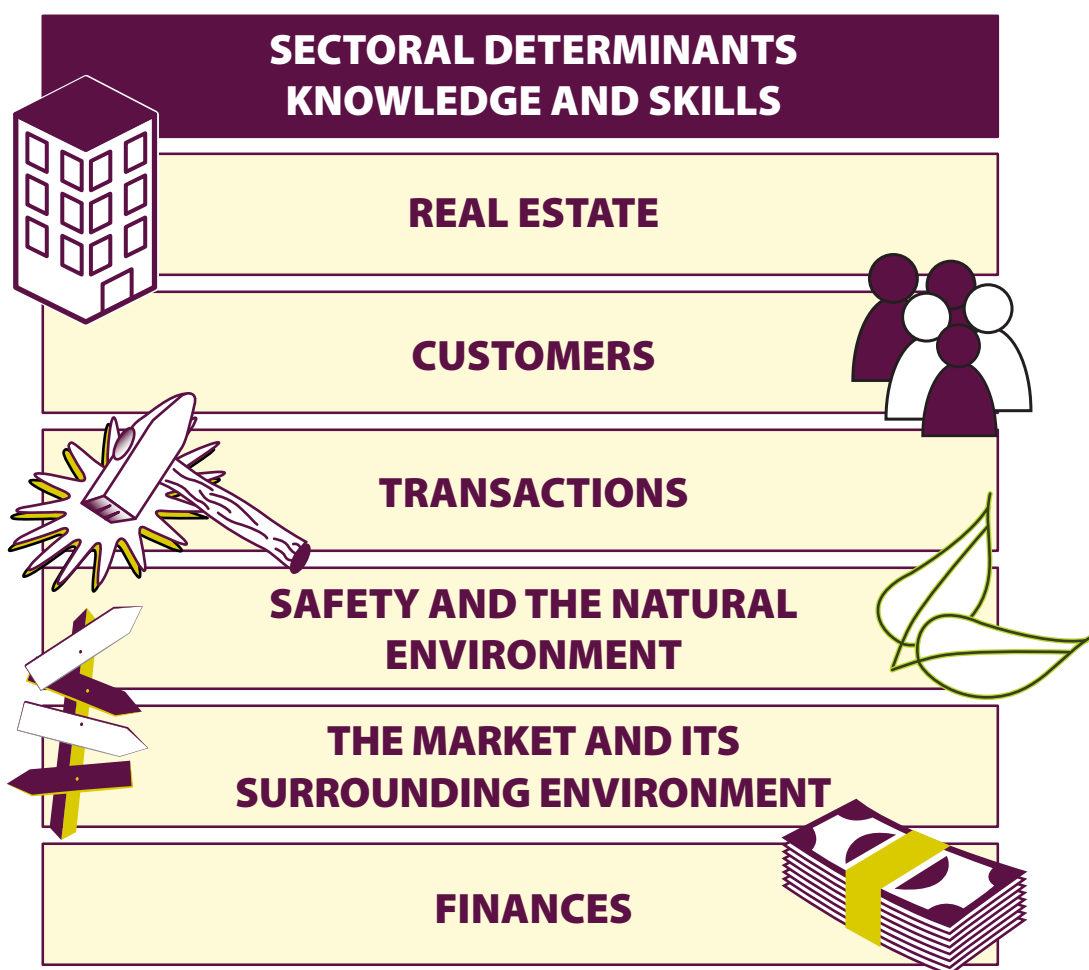 SECTORAL DETERMINANTS
KNOWLEDGE AND SKILLS
REAL ESTATE
CUSTOMERS
TRANSACTIONS
SAFETY AND THE NATURAL
ENVIRONMENT
THE MARKET AND ITS
SURROUNDING ENVIRONMENT
FINANCES